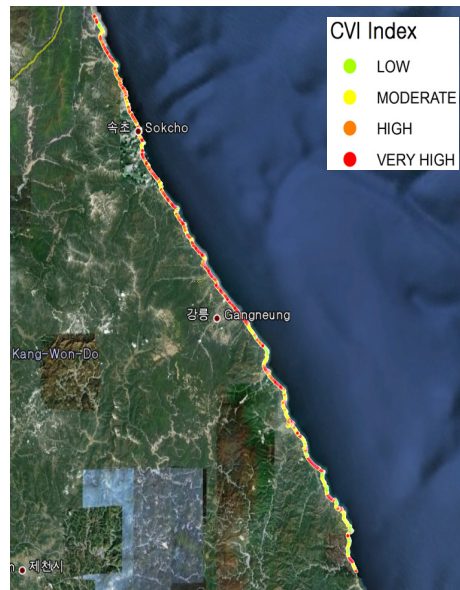 CVI Index
LOW
MODERATE
HIGH
VERY HIGH
속초 Sokcho
강릉 Gangneung
Kang-Won-Do
n 제천시